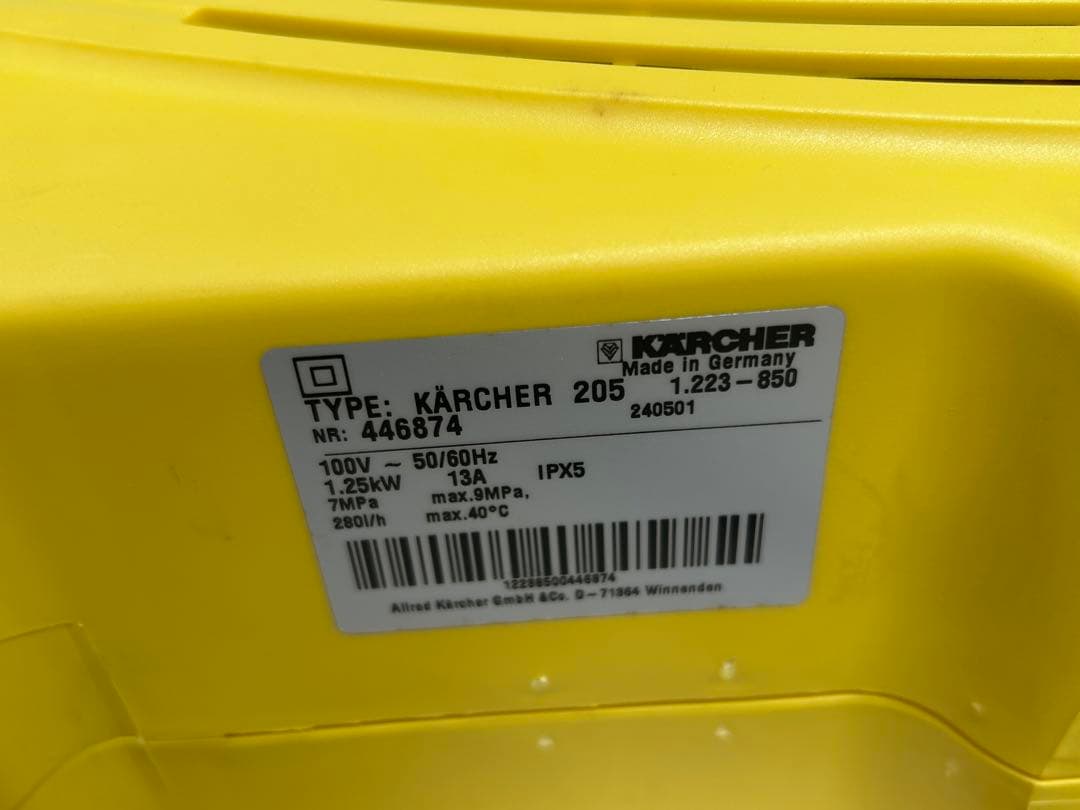 KÄRCHER
Made in Germany
TYPE: KÄRCHER 205 1.223-850
NR: 446874 240501
100V ~ 50/60Hz
1.25kW 13A IPX5
7MPa max.9MPa,
280l/h max.40°C
12238500446874
Alfred Kärcher GmbH &Co. D-71364 Winnenden